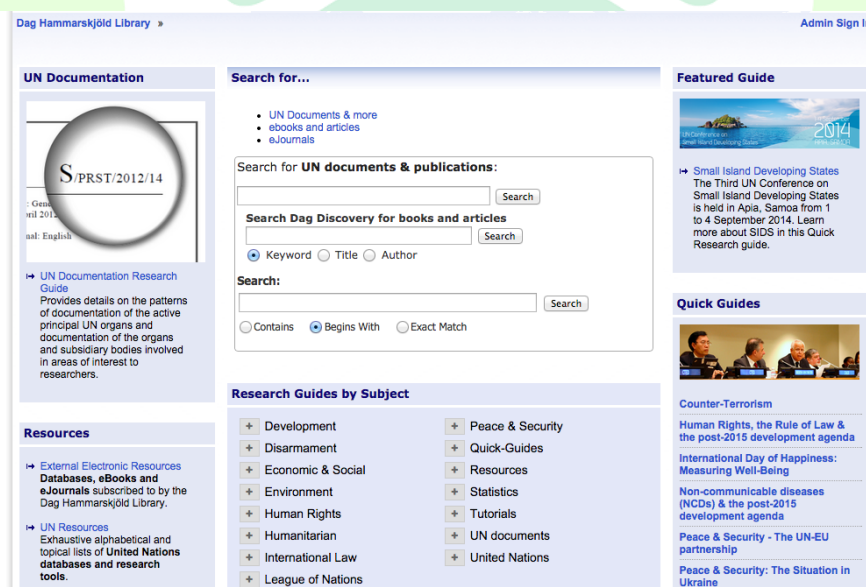 Dag Hammarskjöld Library »
Admin Sign I
UN Documentation
S/PRST/2012/14
: Gene
ril 201
nal: English
UN Documentation Research
Guide
Provides details on the patterns
of documentation of the active
principal UN organs and
documentation of the organs
and subsidiary bodies involved
in areas of interest to
researchers.
Resources
External Electronic Resources
Databases, eBooks and
eJournals subscribed to by the
Dag Hammarskjöld Library.
UN Resources
Exhaustive alphabetical and
topical lists of United Nations
databases and research
tools.
Search for...
UN Documents & more
ebooks and articles
eJournals
Search for UN documents & publications:
Search
Search Dag Discovery for books and articles
Search
Keyword Title Author
Search:
Search
Contains Begins With Exact Match
Research Guides by Subject
+ Development
+ Disarmament
+ Economic & Social
+ Environment
+ Human Rights
+ Humanitarian
+ International Law
+ League of Nations
+ Peace & Security
+ Quick-Guides
+ Resources
+ Statistics
+ Tutorials
+ UN documents
+ United Nations
Featured Guide
UN Conference on
Small Island Developing States
2014
Small Island Developing States
The Third UN Conference on
Small Island Developing States
is held in Apia, Samoa from 1
to 4 September 2014. Learn
more about SIDS in this Quick
Research guide.
Quick Guides
Counter-Terrorism
Human Rights, the Rule of Law &
the post-2015 development agenda
International Day of Happiness:
Measuring Well-Being
Non-communicable diseases
(NCDs) & the post-2015
development agenda
Peace & Security - The UN-EU
partnership
Peace & Security: The Situation in
Ukraine